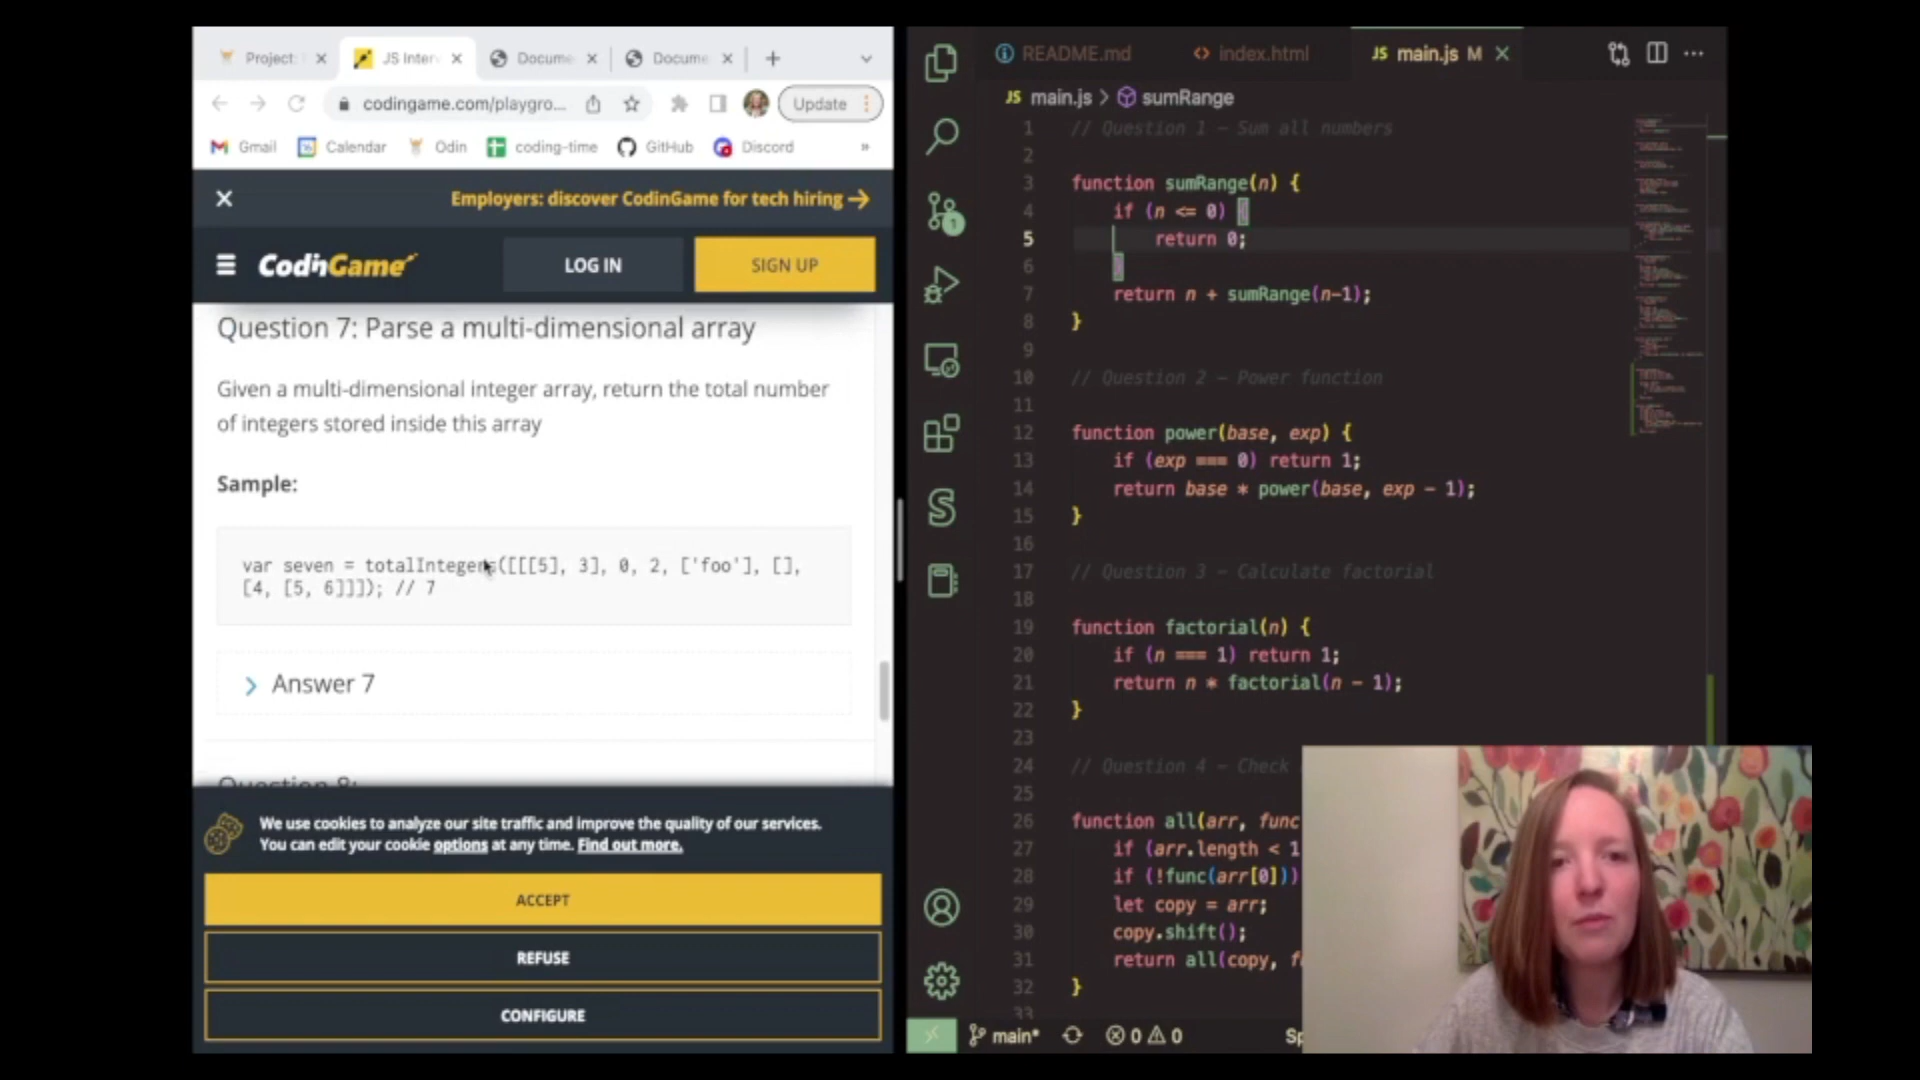 Project:
JS Inter
Docume
Docume
codingame.com/playgro...
Update
Gmail
Calendar
Odin
coding-time
GitHub
Discord
»
Employers: discover CodinGame for tech hiring →
CodinGame
LOG IN
SIGN UP
Question 7: Parse a multi-dimensional array
Given a multi-dimensional integer array, return the total number
of integers stored inside this array
Sample:
var seven = totalIntegers([[[5], 3], 0, 2, ['foo'], [],
[4, [5, 6]]]); // 7
Answer 7
Question 8:
We use cookies to analyze our site traffic and improve the quality of our services.
You can edit your cookie options at any time. Find out more.
ACCEPT
REFUSE
CONFIGURE
README.md
index.html
JS main.js M
JS main.js > sumRange
1 // Question 1 – Sum all numbers
2
3 function sumRange(n) {
4 if (n <= 0) {
5 return 0;
6 }
7 return n + sumRange(n-1);
8 }
9
10 // Question 2 – Power function
11
12 function power(base, exp) {
13 if (exp === 0) return 1;
14 return base * power(base, exp - 1);
15 }
16
17 // Question 3 – Calculate factorial
18
19 function factorial(n) {
20 if (n === 1) return 1;
21 return n * factorial(n - 1);
22 }
23
24 // Question 4 – Check
25
26 function all(arr, func
27 if (arr.length < 1
28 if (!func(arr[0]))
29 let copy = arr;
30 copy.shift();
31 return all(copy, f
32 }
33
1
main*
0
0
Sp